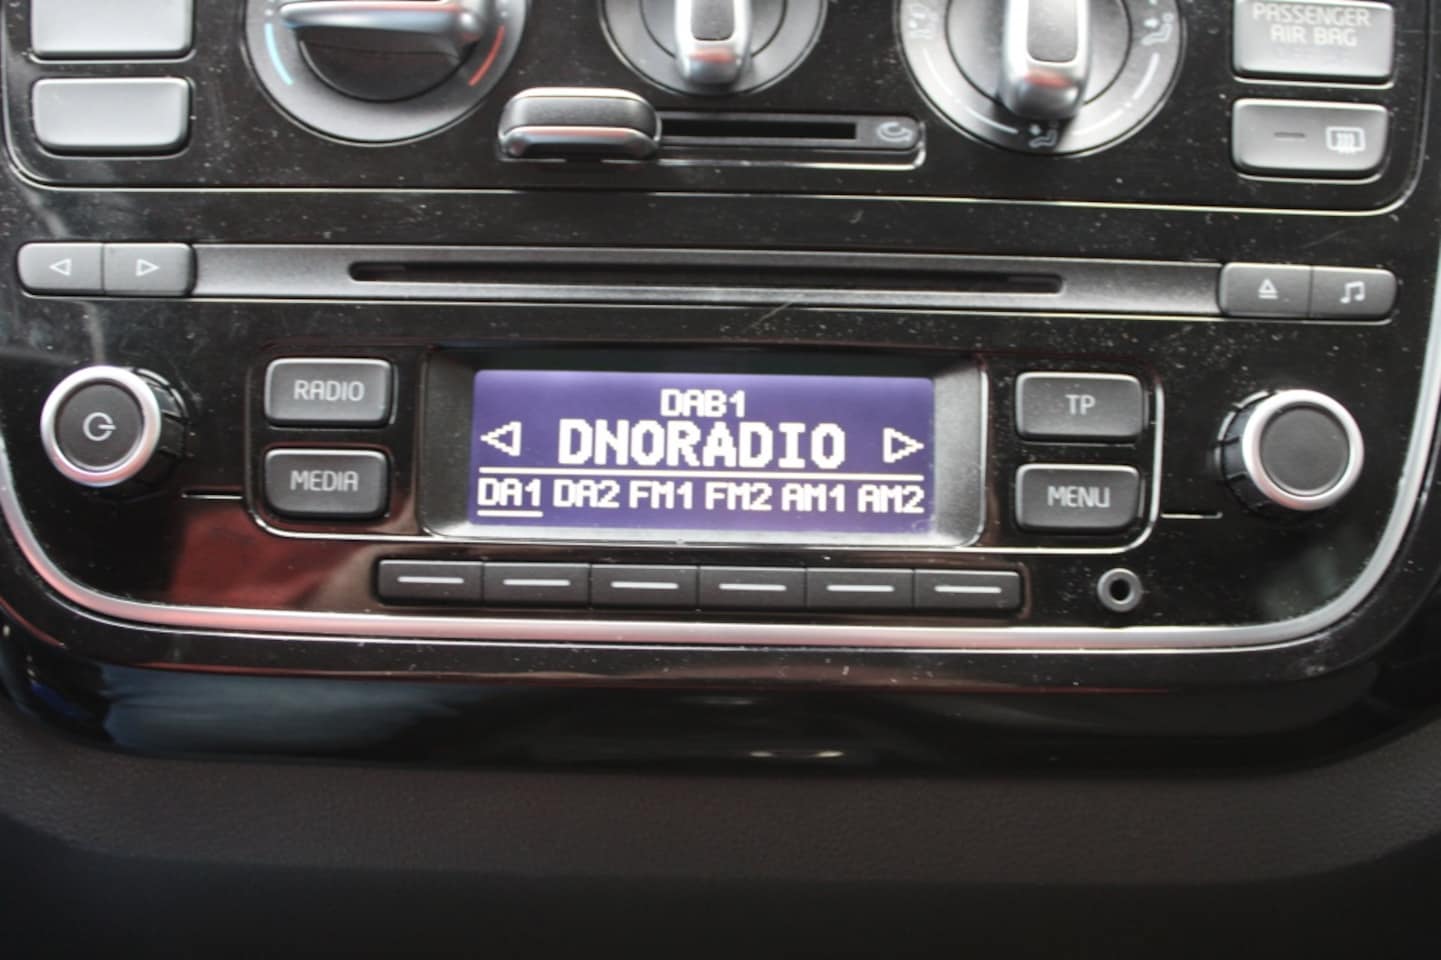 PASSENGER
AIR BAG
RADIO
MEDIA
DAB1
DNORADIO
DA1 DA2 FM1 FM2 AM1 AM2
TP
MENU